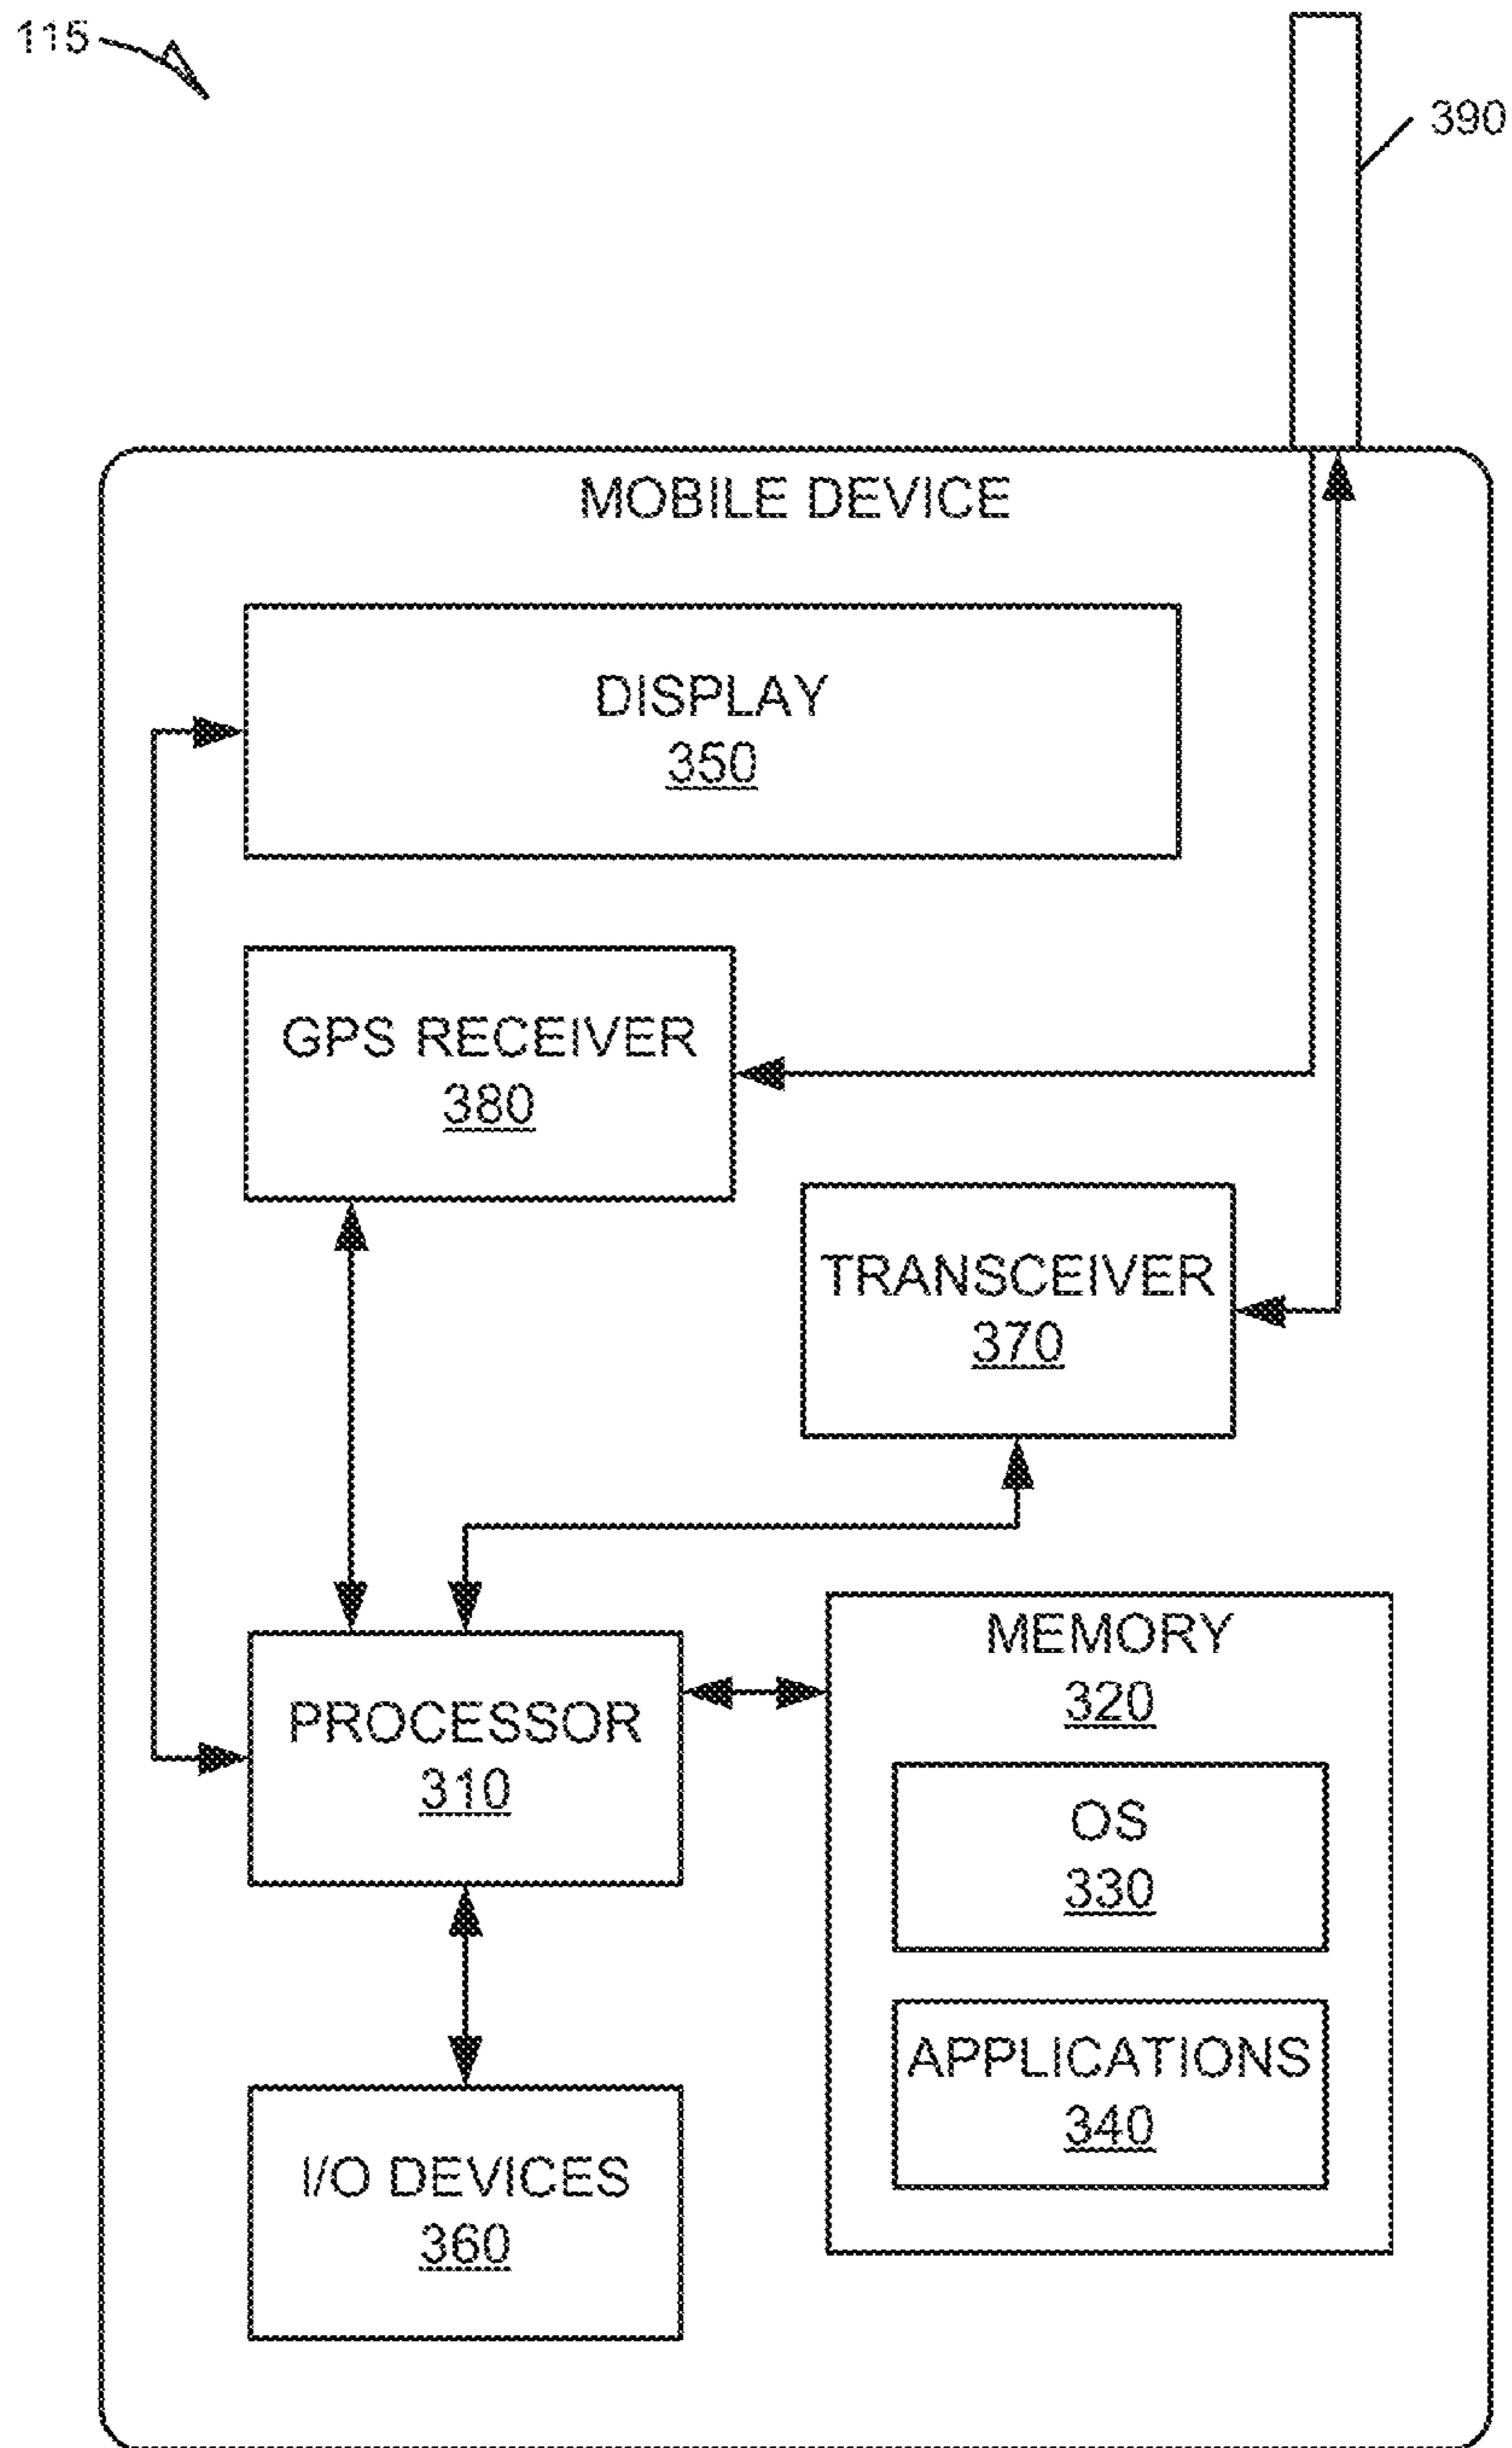 115
390
MOBILE DEVICE
DISPLAY
350
GPS RECEIVER
380
TRANSCEIVER
370
MEMORY
320
PROCESSOR
310
OS
330
APPLICATIONS
340
I/O DEVICES
360